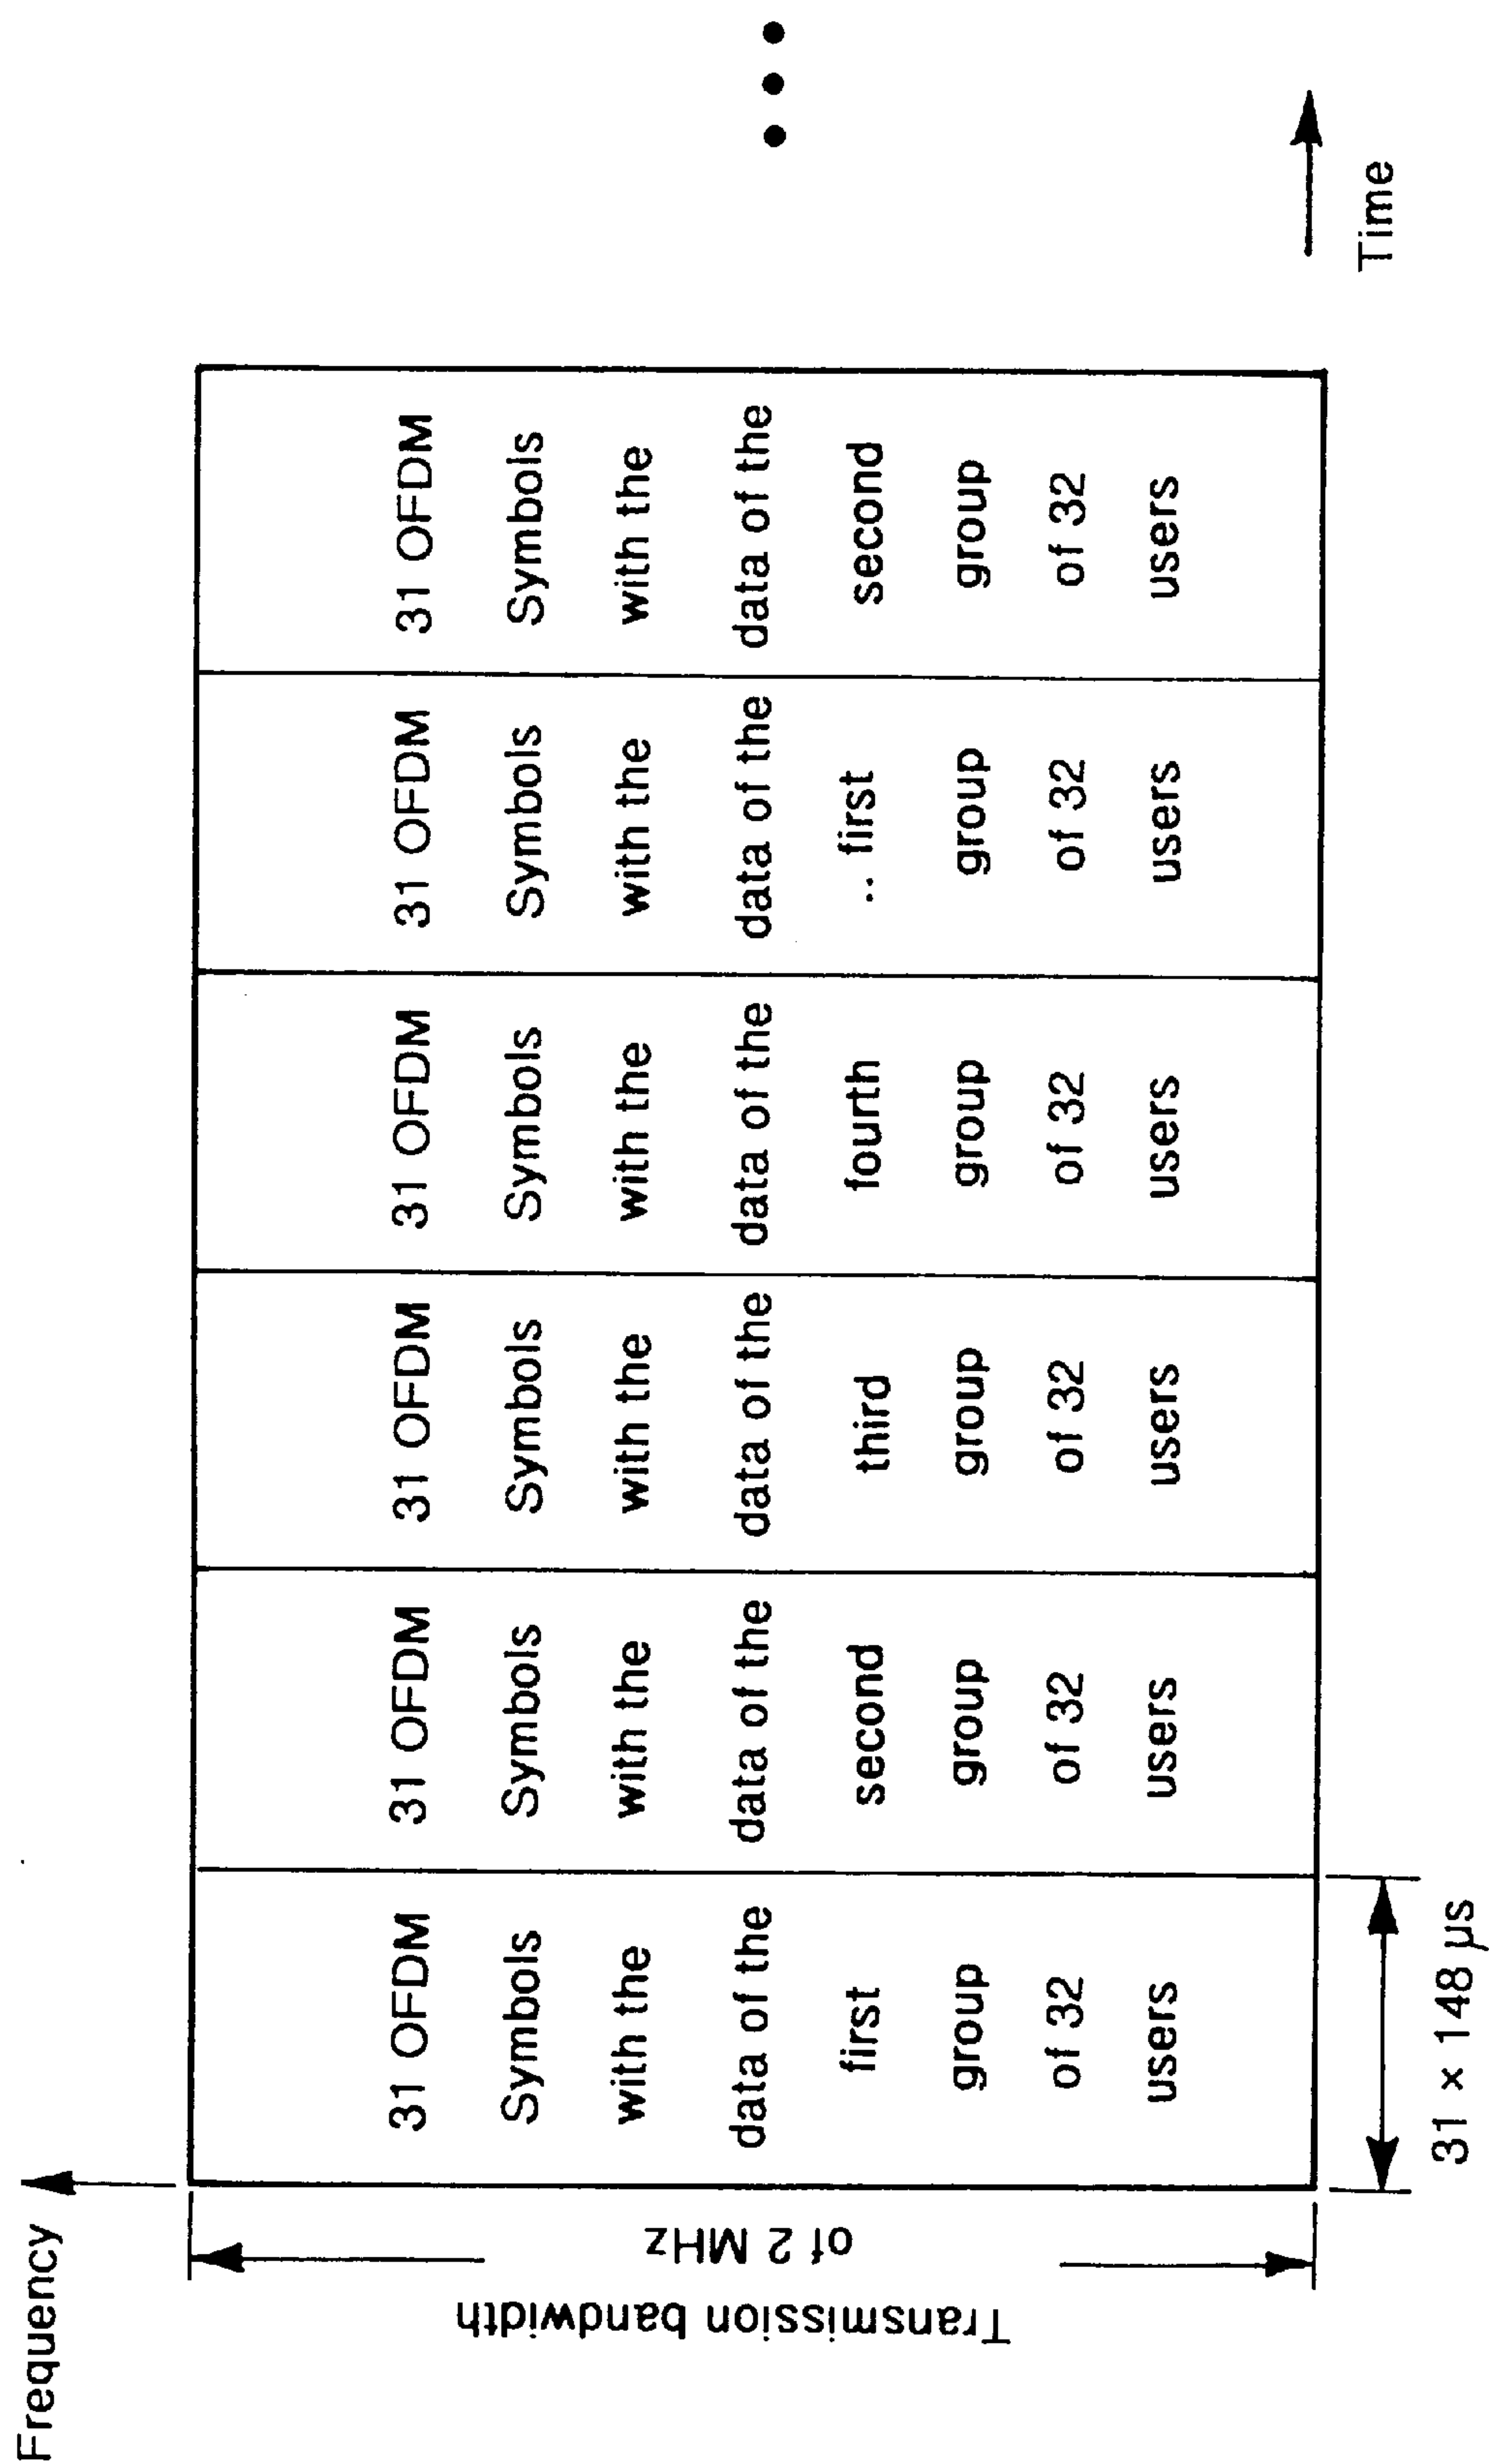 Frequency
Transmission bandwidth
of 2 MHz
31 OFDM
Symbols
with the
data of the
first
group
of 32
users
31 OFDM
Symbols
with the
data of the
second
group
of 32
users
31 OFDM
Symbols
with the
data of the
third
group
of 32
users
31 OFDM
Symbols
with the
data of the
fourth
group
of 32
users
31 OFDM
Symbols
with the
data of the
.. first
group
of 32
users
31 OFDM
Symbols
with the
data of the
second
group
of 32
users
31 × 148 µs
Time